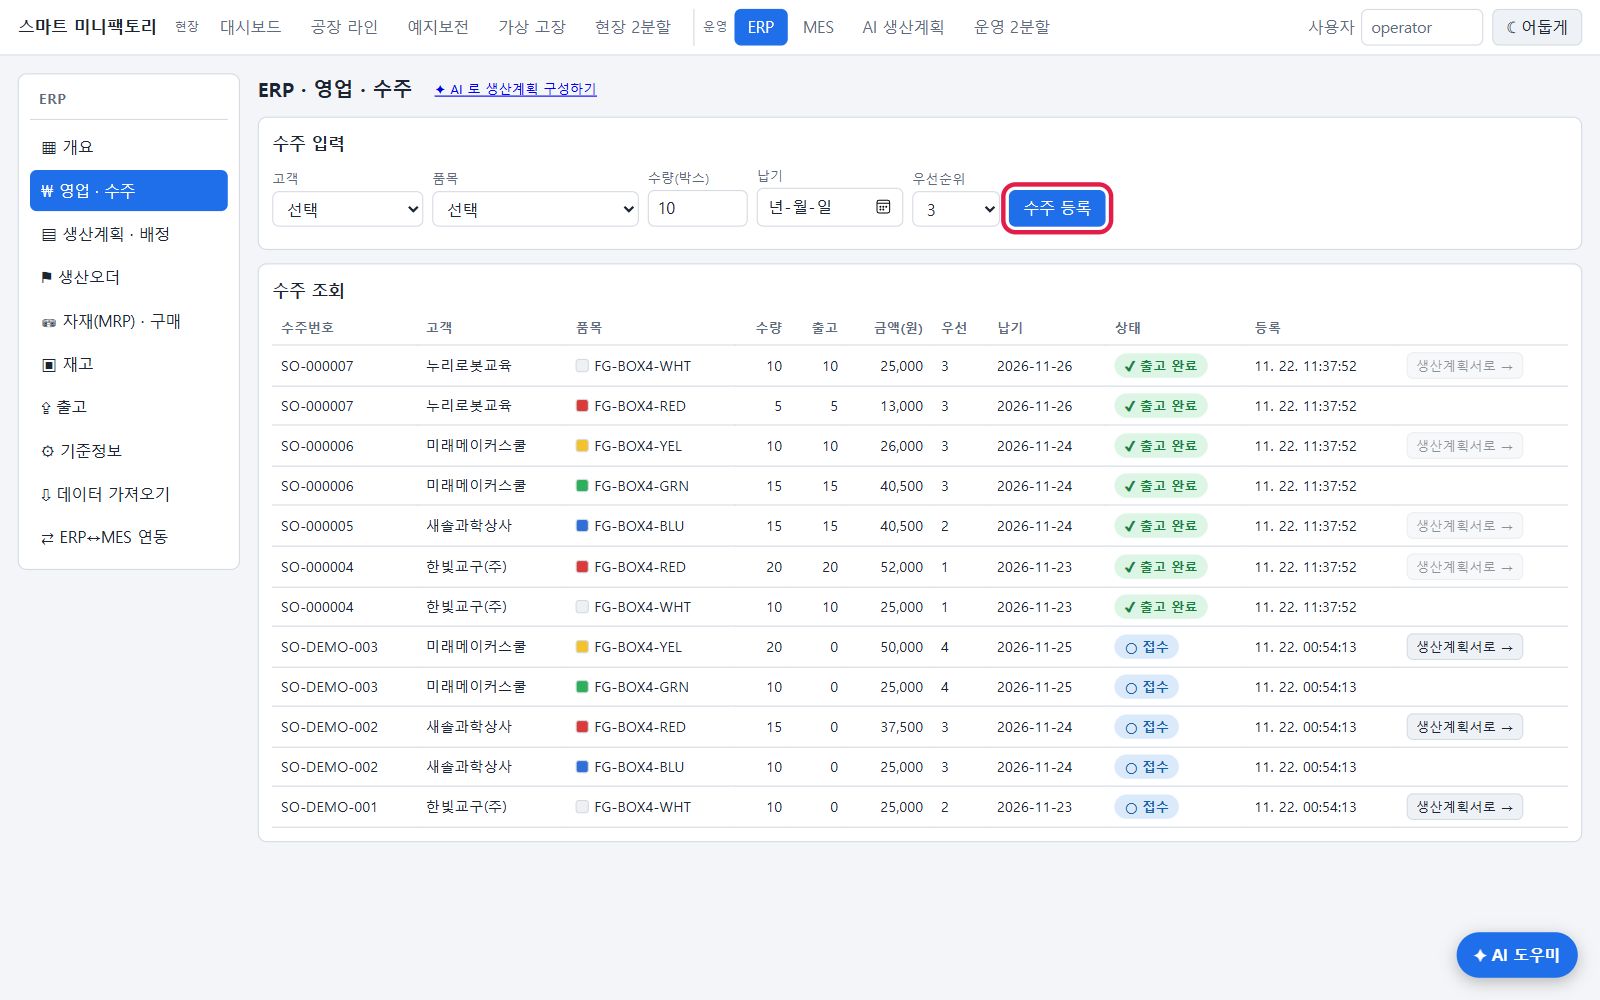 스마트 미니팩토리 현장 대시보드 공장 라인 예지보전 가상 고장 현장 2분할 운영 ERP MES AI 생산계획 운영 2분할 사용자 operator ☾ 어둡게
ERP
▦ 개요
₩ 영업 · 수주
▤ 생산계획 · 배정
⚑ 생산오더
자재(MRP) · 구매
▣ 재고
⇪ 출고
⚙ 기준정보
⇩ 데이터 가져오기
⇄ ERP↔MES 연동
ERP · 영업 · 수주 ✦ AI 로 생산계획 구성하기
수주 입력
고객 품목 수량(박스) 납기 우선순위
선택 선택 10 년-월-일 3 수주 등록
수주 조회
수주번호 고객 품목 수량 출고 금액(원) 우선 납기 상태 등록
SO-000007 누리로봇교육 FG-BOX4-WHT 10 10 25,000 3 2026-11-26 ✔ 출고 완료 11. 22. 11:37:52 생산계획서로 →
SO-000007 누리로봇교육 FG-BOX4-RED 5 5 13,000 3 2026-11-26 ✔ 출고 완료 11. 22. 11:37:52
SO-000006 미래메이커스쿨 FG-BOX4-YEL 10 10 26,000 3 2026-11-24 ✔ 출고 완료 11. 22. 11:37:52 생산계획서로 →
SO-000006 미래메이커스쿨 FG-BOX4-GRN 15 15 40,500 3 2026-11-24 ✔ 출고 완료 11. 22. 11:37:52
SO-000005 새솔과학상사 FG-BOX4-BLU 15 15 40,500 2 2026-11-24 ✔ 출고 완료 11. 22. 11:37:52 생산계획서로 →
SO-000004 한빛교구(주) FG-BOX4-RED 20 20 52,000 1 2026-11-23 ✔ 출고 완료 11. 22. 11:37:52 생산계획서로 →
SO-000004 한빛교구(주) FG-BOX4-WHT 10 10 25,000 1 2026-11-23 ✔ 출고 완료 11. 22. 11:37:52
SO-DEMO-003 미래메이커스쿨 FG-BOX4-YEL 20 0 50,000 4 2026-11-25 ○ 접수 11. 22. 00:54:13 생산계획서로 →
SO-DEMO-003 미래메이커스쿨 FG-BOX4-GRN 10 0 25,000 4 2026-11-25 ○ 접수 11. 22. 00:54:13
SO-DEMO-002 새솔과학상사 FG-BOX4-RED 15 0 37,500 3 2026-11-24 ○ 접수 11. 22. 00:54:13 생산계획서로 →
SO-DEMO-002 새솔과학상사 FG-BOX4-BLU 10 0 25,000 3 2026-11-24 ○ 접수 11. 22. 00:54:13
SO-DEMO-001 한빛교구(주) FG-BOX4-WHT 10 0 25,000 2 2026-11-23 ○ 접수 11. 22. 00:54:13 생산계획서로 →
✦ AI 도우미